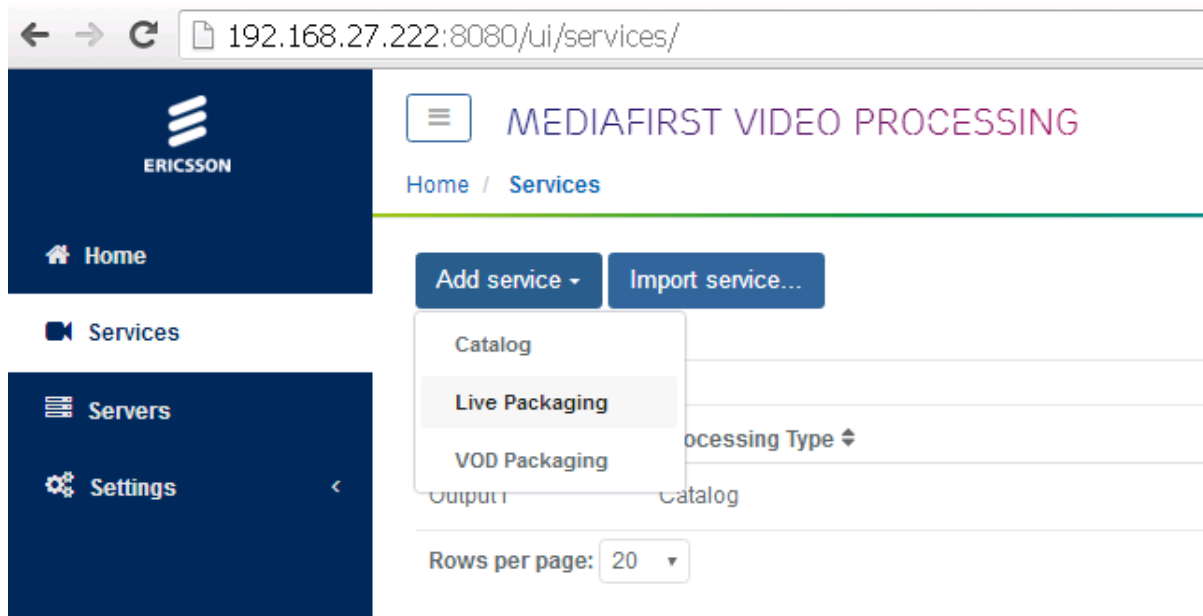 192.168.27.222:8080/ui/services/
ERICSSON
MEDIAFIRST VIDEO PROCESSING
Home / Services
Home
Services
Servers
Settings
Add service
Import service...
Catalog
Live Packaging
VOD Packaging
ocessing Type
Output1 Catalog
Rows per page: 20